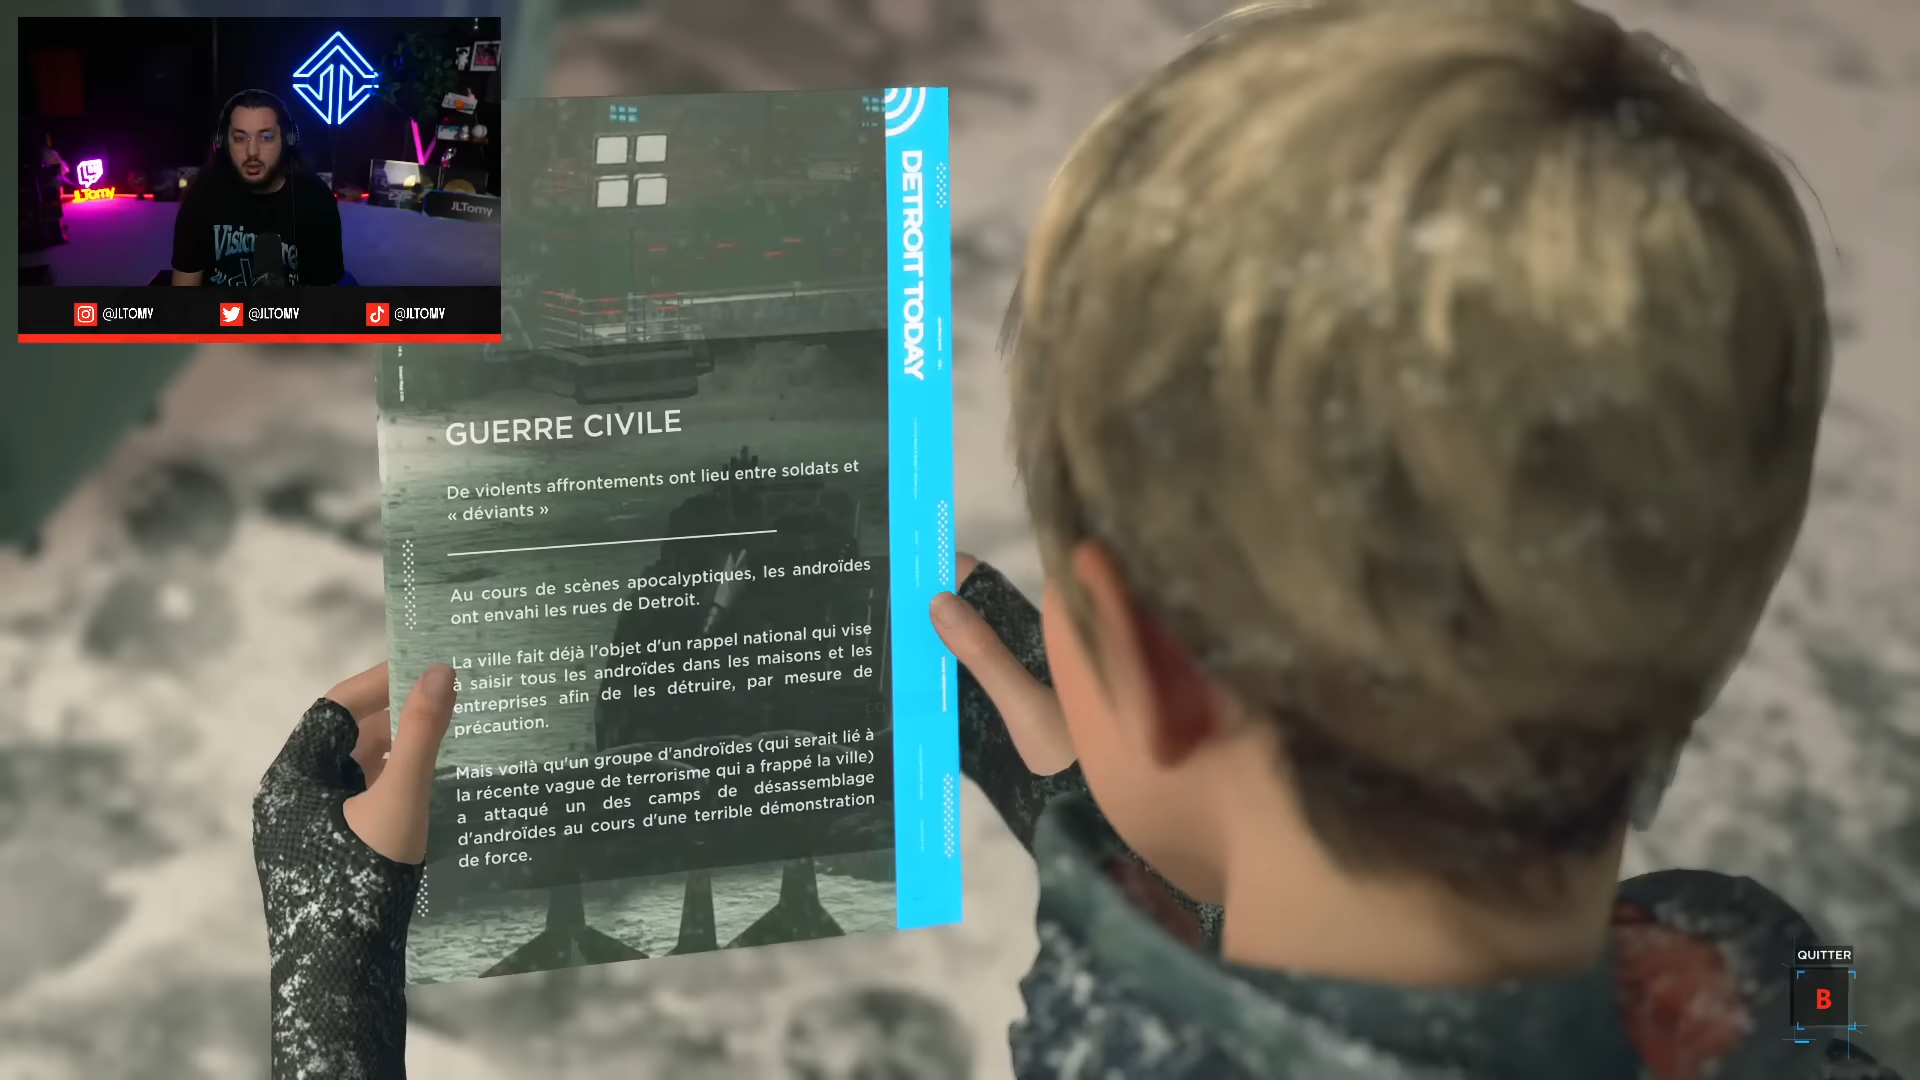 JLTomy
JLTomy
@JLTOMY
@JLTOMY
@JLTOMY
DETROIT TODAY
GUERRE CIVILE
De violents affrontements ont lieu entre soldats et
« déviants »
Au cours de scènes apocalyptiques, les androïdes
ont envahi les rues de Detroit.
La ville fait déjà l'objet d'un rappel national qui vise
à saisir tous les androïdes dans les maisons et les
entreprises afin de les détruire, par mesure de
précaution.
Mais voilà qu'un groupe d'androïdes (qui serait lié à
la récente vague de terrorisme qui a frappé la ville)
a attaqué un des camps de désassemblage
d'androïdes au cours d'une terrible démonstration
de force.
QUITTER
B